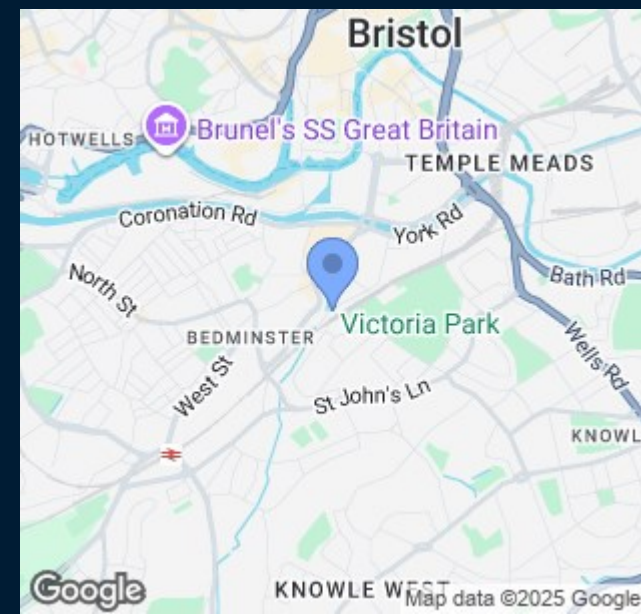 Bristol
HOTWELLS
Brunel's SS Great Britain
TEMPLE MEADS
Coronation Rd
York Rd
North St
Bath Rd
BEDMINSTER
Victoria Park
Wells Rd
West St
St John's Ln
KNOWL
KNOWLE WEST
Google
Map data ©2025 Google